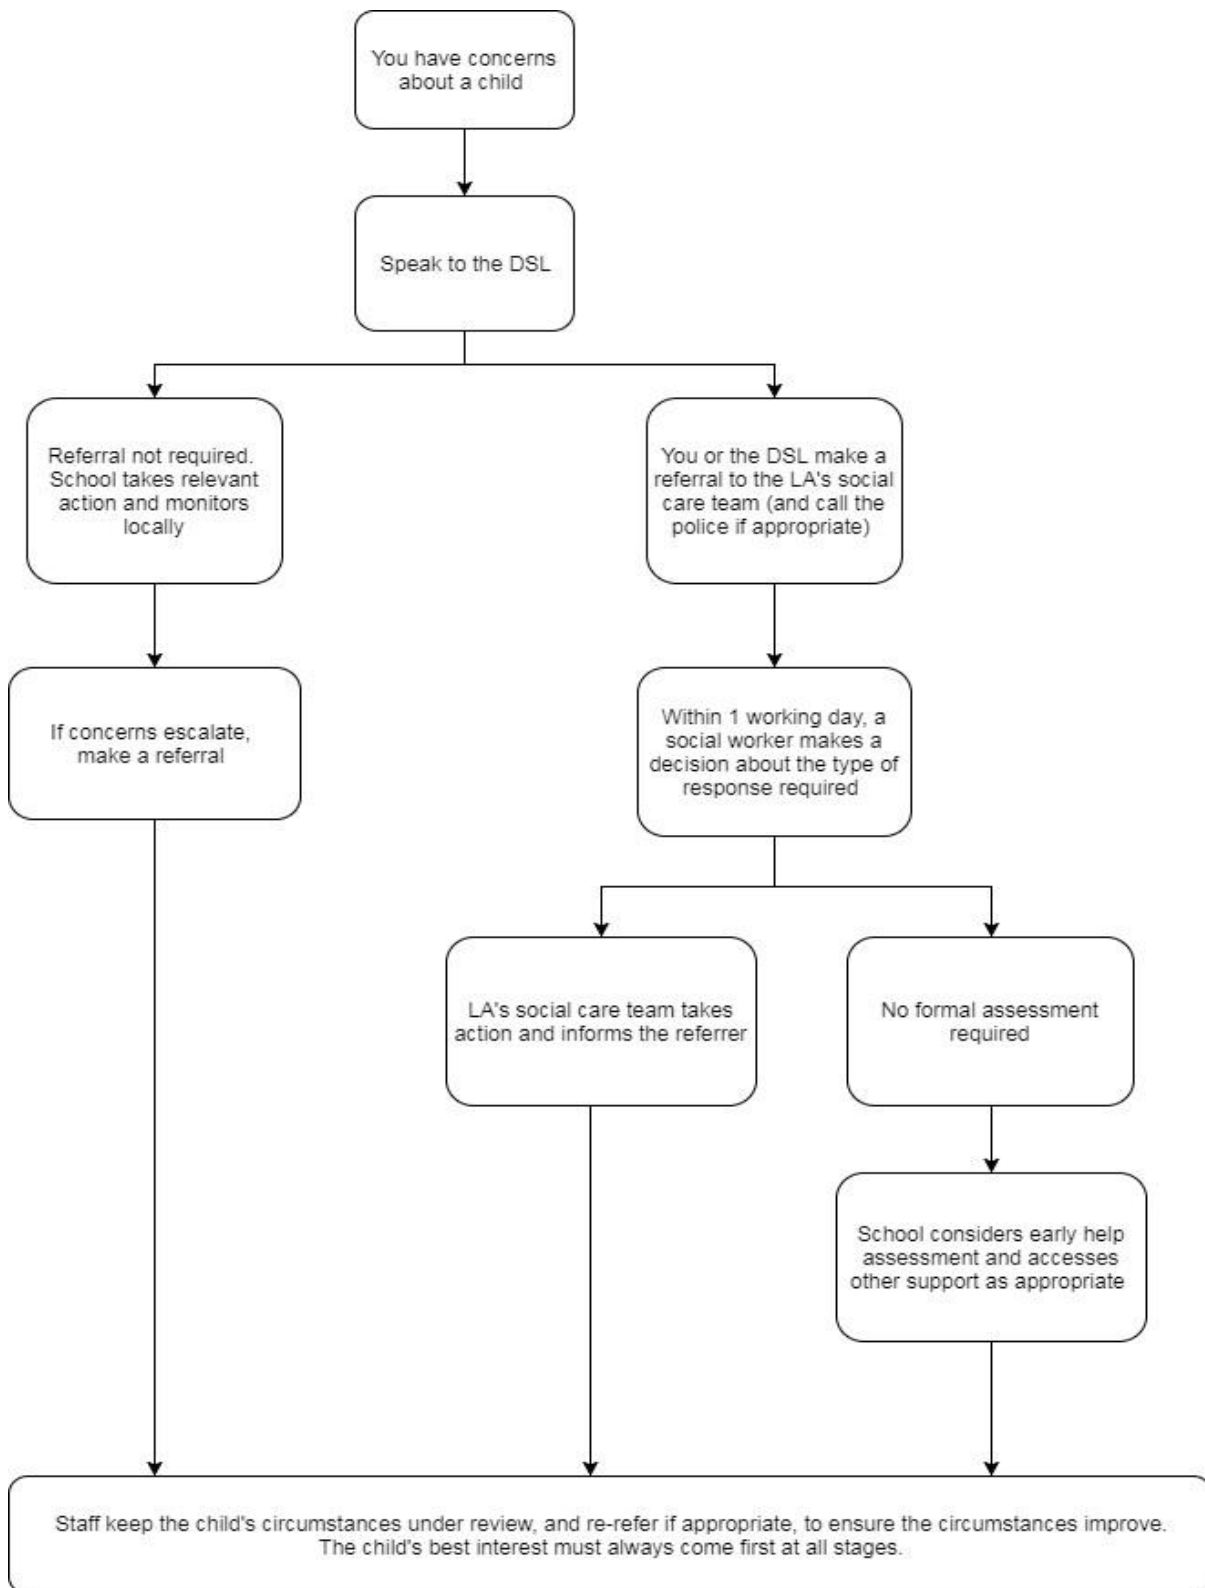 You have concerns
about a child
Speak to the DSL
Referral not required.
School takes relevant
action and monitors
locally
You or the DSL make a
referral to the LA's social
care team (and call the
police if appropriate)
If concerns escalate,
make a referral
Within 1 working day, a
social worker makes a
decision about the type of
response required
LA's social care team takes
action and informs the referrer
No formal assessment
required
School considers early help
assessment and accesses
other support as appropriate
Staff keep the child's circumstances under review, and re-refer if appropriate, to ensure the circumstances improve.
The child's best interest must always come first at all stages.